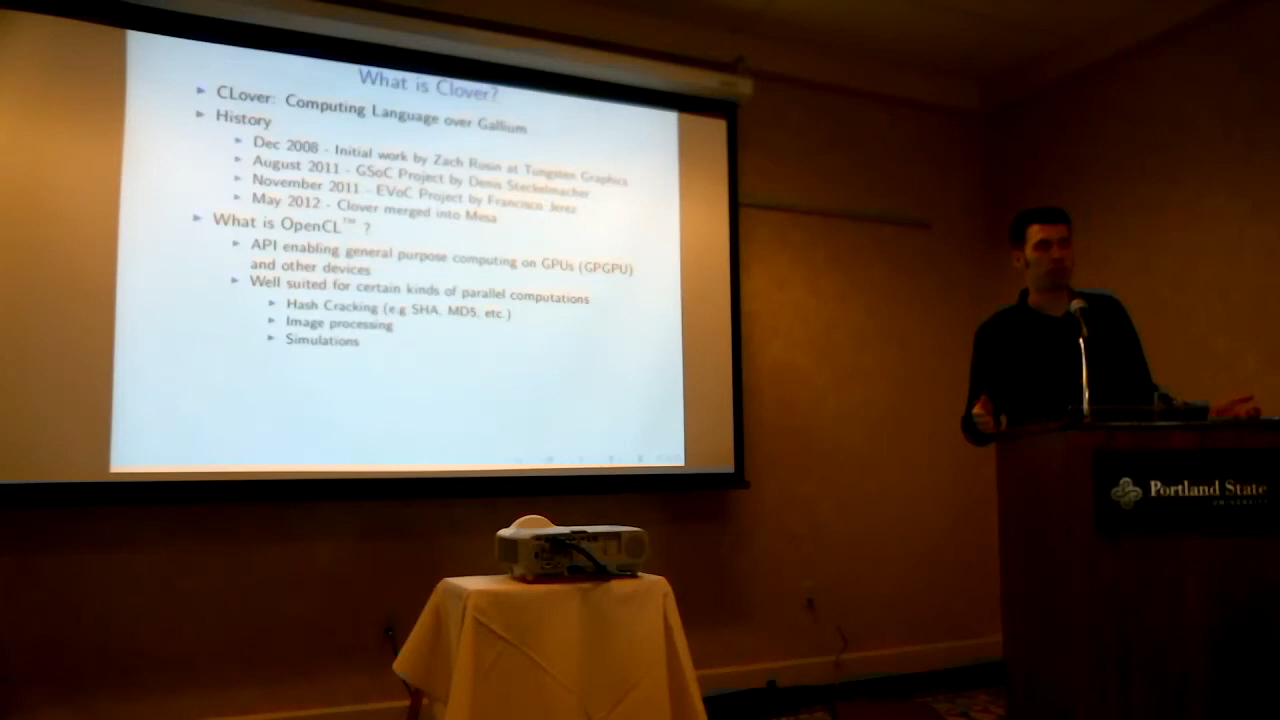 What is Clover?
CLover: Computing Language over Gallium
History
Dec 2008 - Initial work by Zach Rusin at Tungsten Graphics
August 2011 - GSoC Project by Denis Steckelmacher
November 2011 - EVoC Project by Francisco Jerez
May 2012 - Clover merged into Mesa
What is OpenCL™ ?
API enabling general purpose computing on GPUs (GPGPU)
and other devices
Well suited for certain kinds of parallel computations
Hash Cracking (e.g SHA, MD5, etc.)
Image processing
Simulations
Portland State
UNIVERSITY